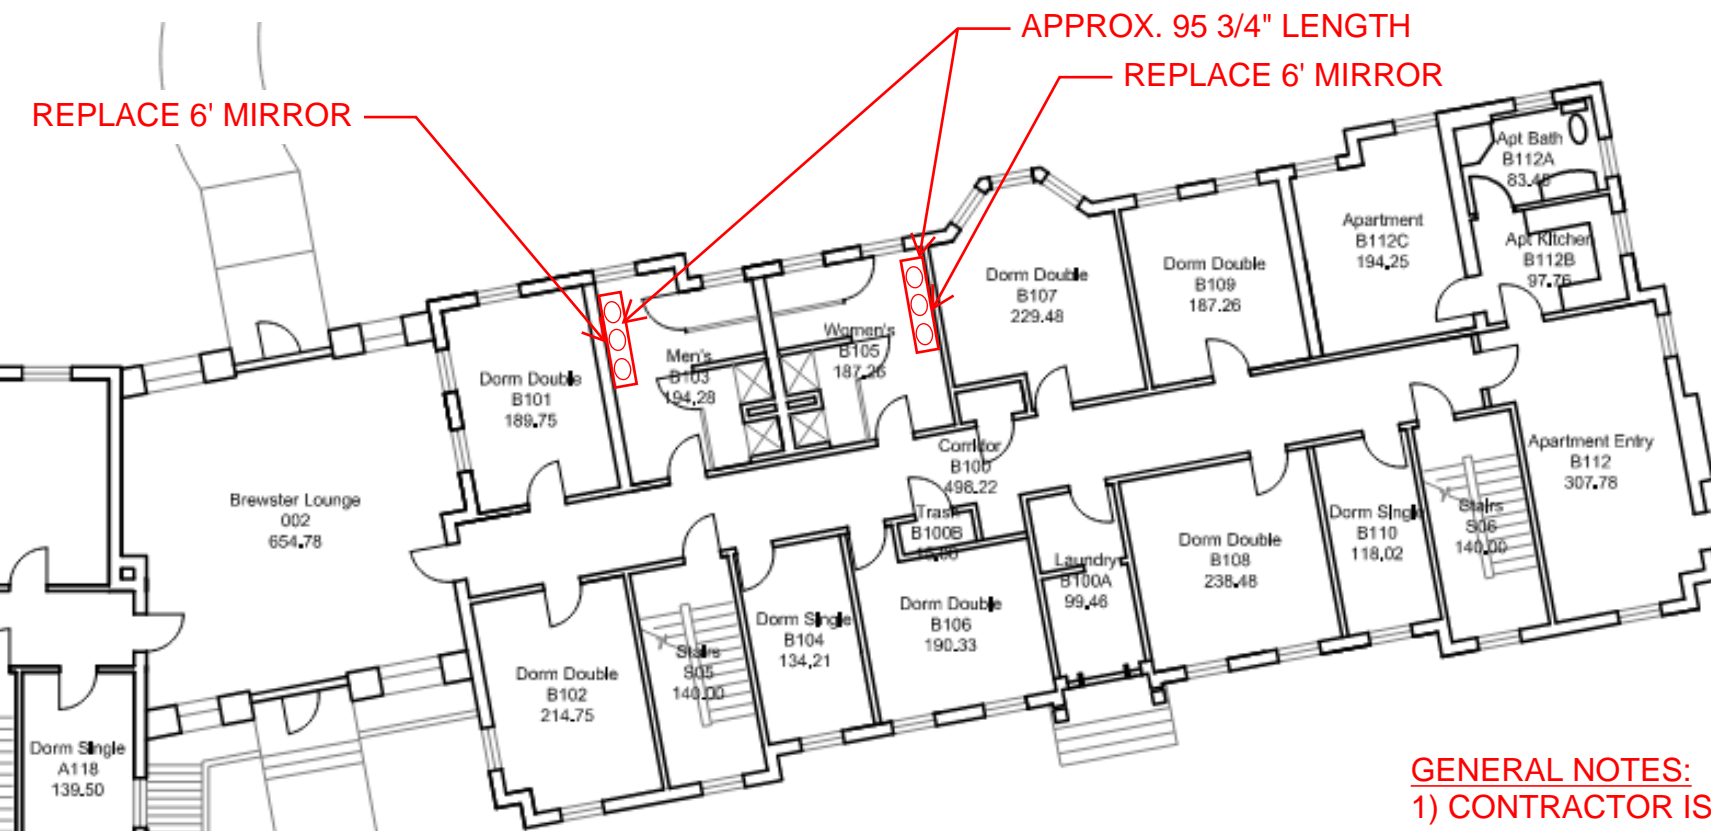 APPROX. 95 3/4" LENGTH
REPLACE 6' MIRROR
REPLACE 6' MIRROR
Apt Bath
B112A
83.45
Apartment
B112C
194.25
Apt Kitchen
B112B
97.76
Dorm Double
B109
187.26
Dorm Double
B107
229.48
Women's
B105
187.26
Men's
B103
194.28
Dorm Double
B101
189.75
Brewster Lounge
002
654.78
Corridor
B100
498.22
Trash
B100B
Laundry
B100A
99.46
Dorm Double
B108
238.48
Dorm Single
B110
118.02
Stairs
S06
140.00
Apartment Entry
B112
307.78
Dorm Double
B106
190.33
Dorm Single
B104
134.21
Stairs
S05
140.00
Dorm Double
B102
214.75
Dorm Single
A118
139.50
GENERAL NOTES:
1) CONTRACTOR IS